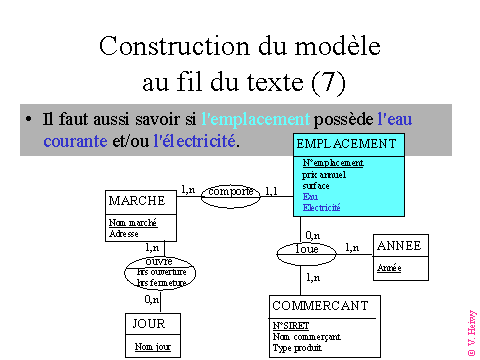 Construction du modèle
au fil du texte (7)
• Il faut aussi savoir si l'emplacement possède l'eau
courante et/ou l'électricité.
EMPLACEMENT
N°emplacement
prix annuel
surface
Eau
Electricité
1,n
comporte
1,1
MARCHE
Nom marché
Adresse
1,n
ouvre
hrs ouverture
hrs fermeture
0,n
JOUR
Nom jour
0,n
loue
1,n
ANNEE
Année
1,n
COMMERCANT
N°SIRET
Nom commerçant
Type produit
© V. Heiwy